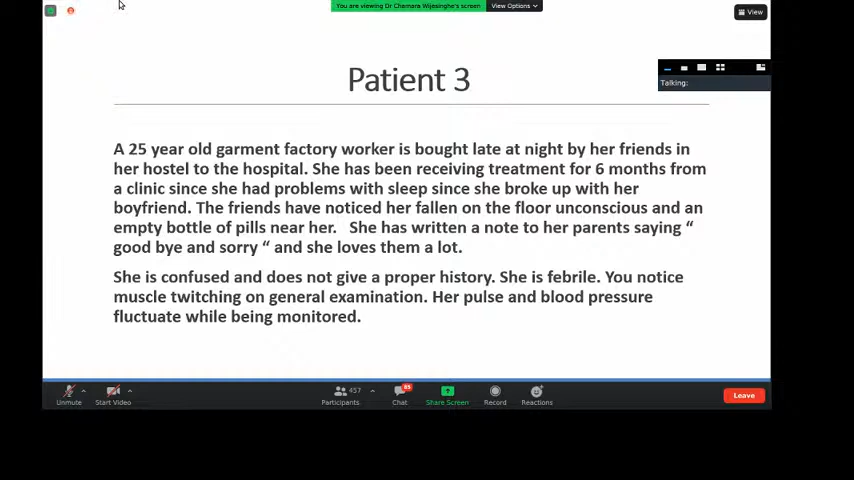 You are viewing Dr Chamara Wijesinghe's screen
View Options
View
Patient 3
Talking:
A 25 year old garment factory worker is bought late at night by her friends in
her hostel to the hospital. She has been receiving treatment for 6 months from
a clinic since she had problems with sleep since she broke up with her
boyfriend. The friends have noticed her fallen on the floor unconscious and an
empty bottle of pills near her.   She has written a note to her parents saying “
good bye and sorry “ and she loves them a lot.
She is confused and does not give a proper history. She is febrile. You notice
muscle twitching on general examination. Her pulse and blood pressure
fluctuate while being monitored.
457
85
Unmute
Start Video
Participants
Chat
Share Screen
Record
Reactions
Leave